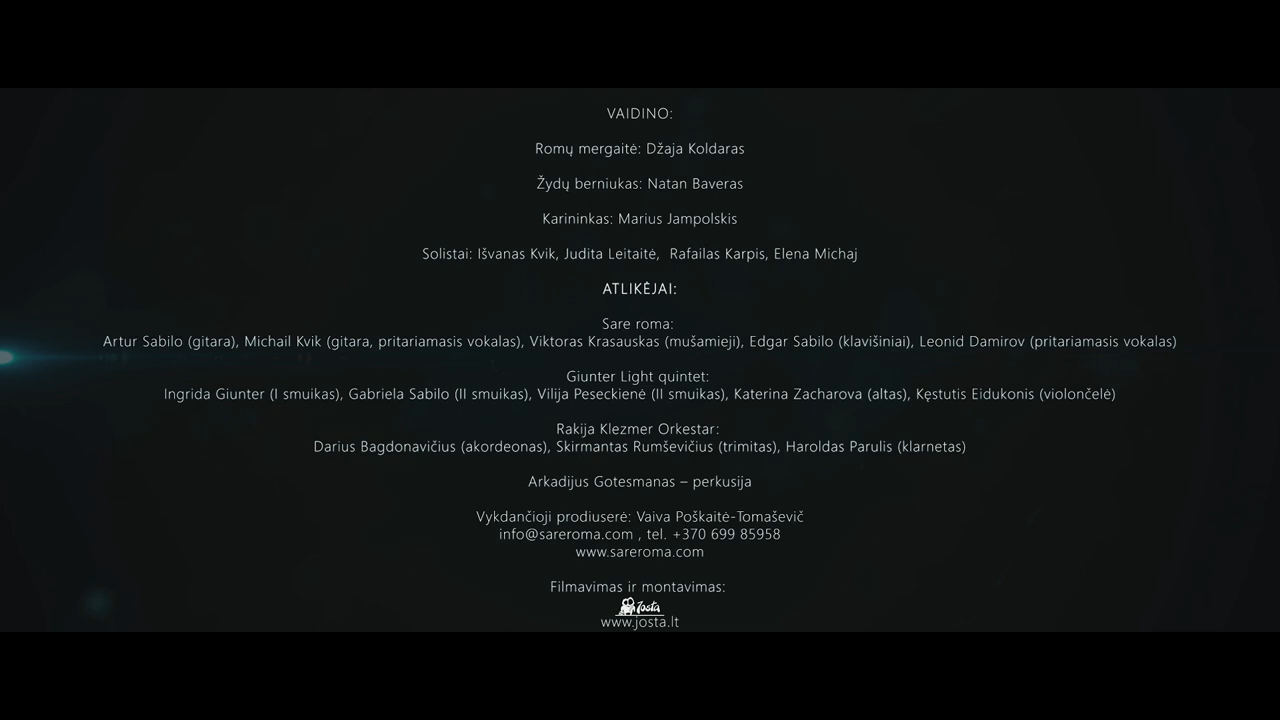 VAIDINO:
Romų mergaitė: Džaja Koldaras
Žydų berniukas: Natan Baveras
Karininkas: Marius Jampolskis
Solistai: Išvanas Kvik, Judita Leitaitė, Rafailas Karpis, Elena Michaj
ATLIKĖJAI:
Sare roma:
Artur Sabilo (gitara), Michail Kvik (gitara, pritariamasis vokalas), Viktoras Krasauskas (mušamieji), Edgar Sabilo (klavišiniai), Leonid Damirov (pritariamasis vokalas)
Giunter Light quintet:
Ingrida Giunter (I smuikas), Gabriela Sabilo (II smuikas), Vilija Peseckienė (II smuikas), Katerina Zacharova (altas), Kęstutis Eidukonis (violončelė)
Rakija Klezmer Orkestar:
Darius Bagdonavičius (akordeonas), Skirmantas Rumševičius (trimitas), Haroldas Parulis (klarnetas)
Arkadijus Gotesmanas – perkusija
Vykdančioji prodiuserė: Vaiva Poškaitė-Tomaševič
info@sareroma.com , tel. +370 699 85958
www.sareroma.com
Filmavimas ir montavimas:
Josta
www.josta.lt